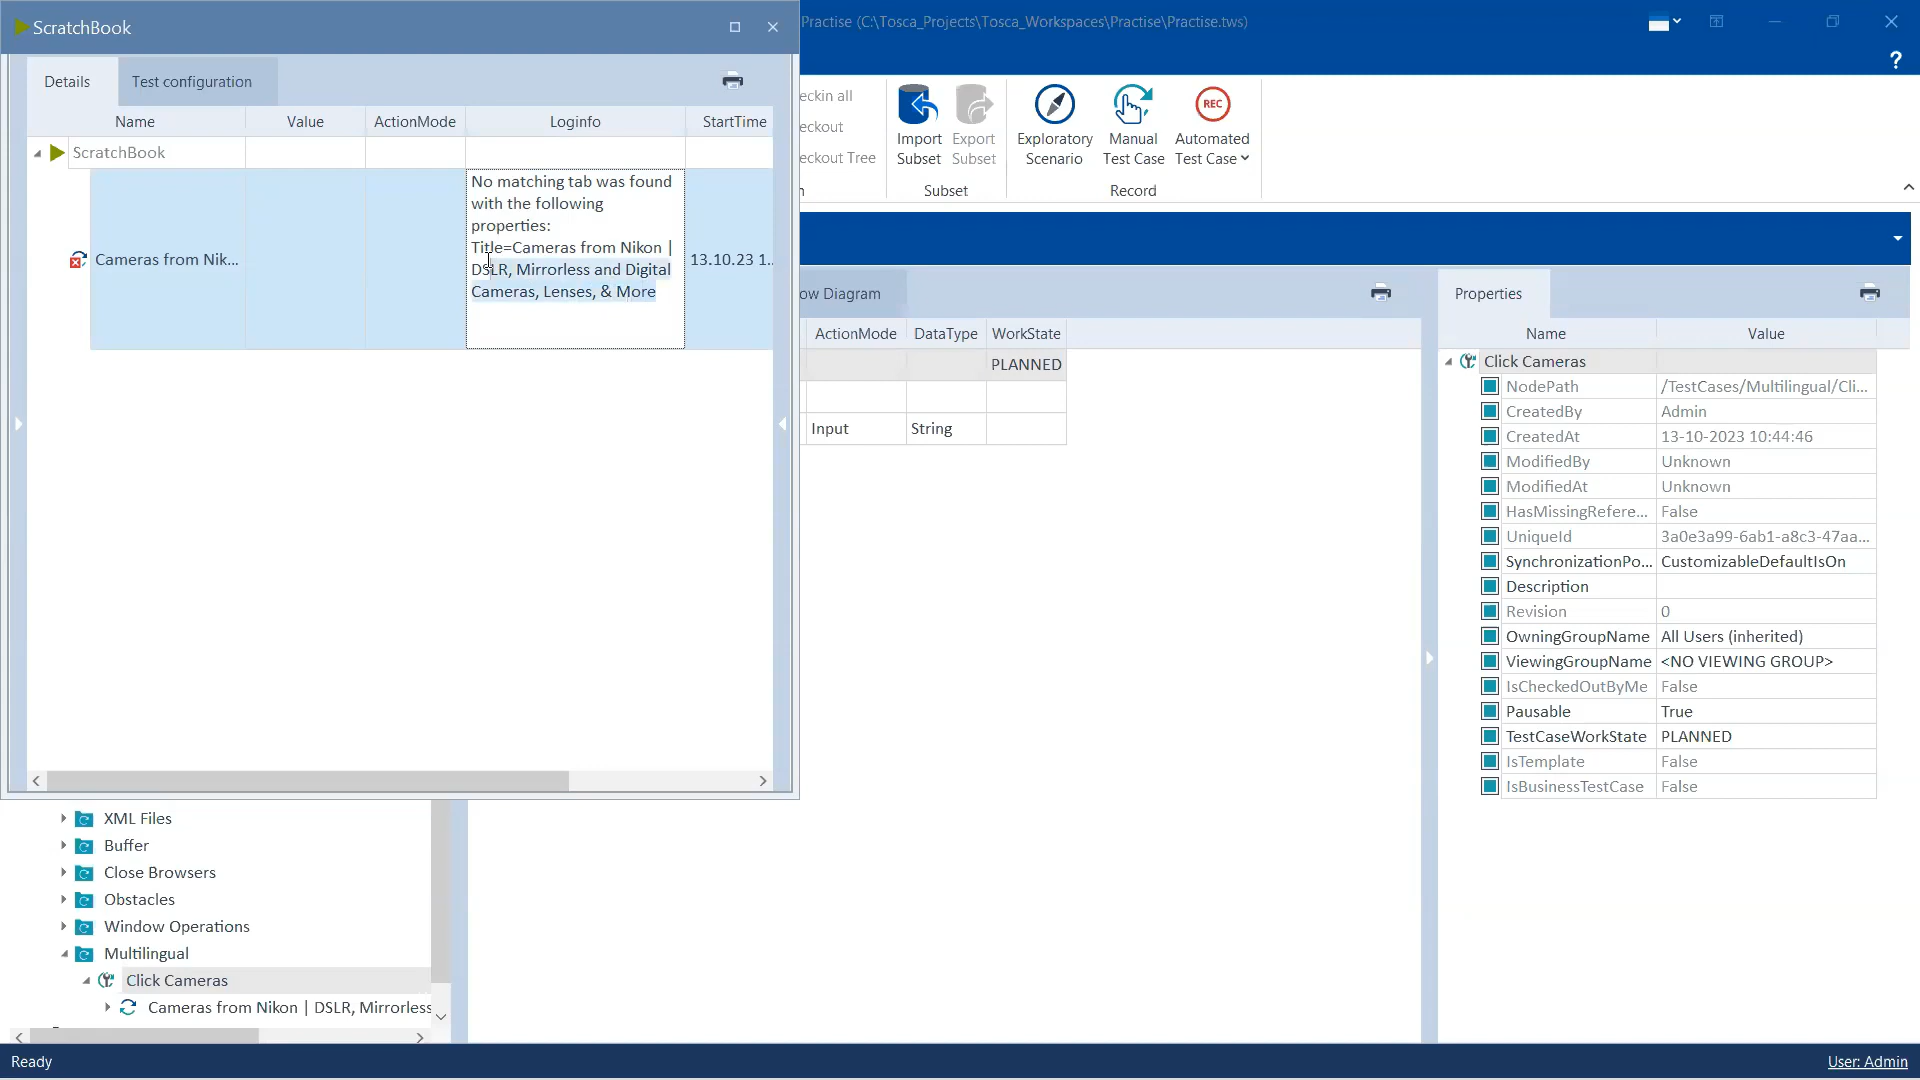 ScratchBook
Practise (C:\Tosca_Projects\Tosca_Workspaces\Practise\Practise.tws)
?
Details
Test configuration
Name
Value
ActionMode
Loginfo
StartTime
ScratchBook
Cameras from Nik...
No matching tab was found
with the following
properties:
Title=Cameras from Nikon |
DSLR, Mirrorless and Digital
Cameras, Lenses, & More
13.10.23 1..
eckin all
eckout
eckout Tree
Import
Subset
Export
Subset
Subset
Exploratory
Scenario
Manual
Test Case
REC
Automated
Test Case
Record
ow Diagram
ActionMode
DataType
WorkState
PLANNED
Input
String
Properties
Name
Value
Click Cameras
NodePath
/TestCases/Multilingual/Cli...
CreatedBy
Admin
CreatedAt
13-10-2023 10:44:46
ModifiedBy
Unknown
ModifiedAt
Unknown
HasMissingRefere...
False
UniqueId
3a0e3a99-6ab1-a8c3-47aa...
SynchronizationPo...
CustomizableDefaultIsOn
Description
Revision
0
OwningGroupName
All Users (inherited)
ViewingGroupName
<NO VIEWING GROUP>
IsCheckedOutByMe
False
Pausable
True
TestCaseWorkState
PLANNED
IsTemplate
False
IsBusinessTestCase
False
XML Files
Buffer
Close Browsers
Obstacles
Window Operations
Multilingual
Click Cameras
Cameras from Nikon | DSLR, Mirrorless
Ready
User: Admin